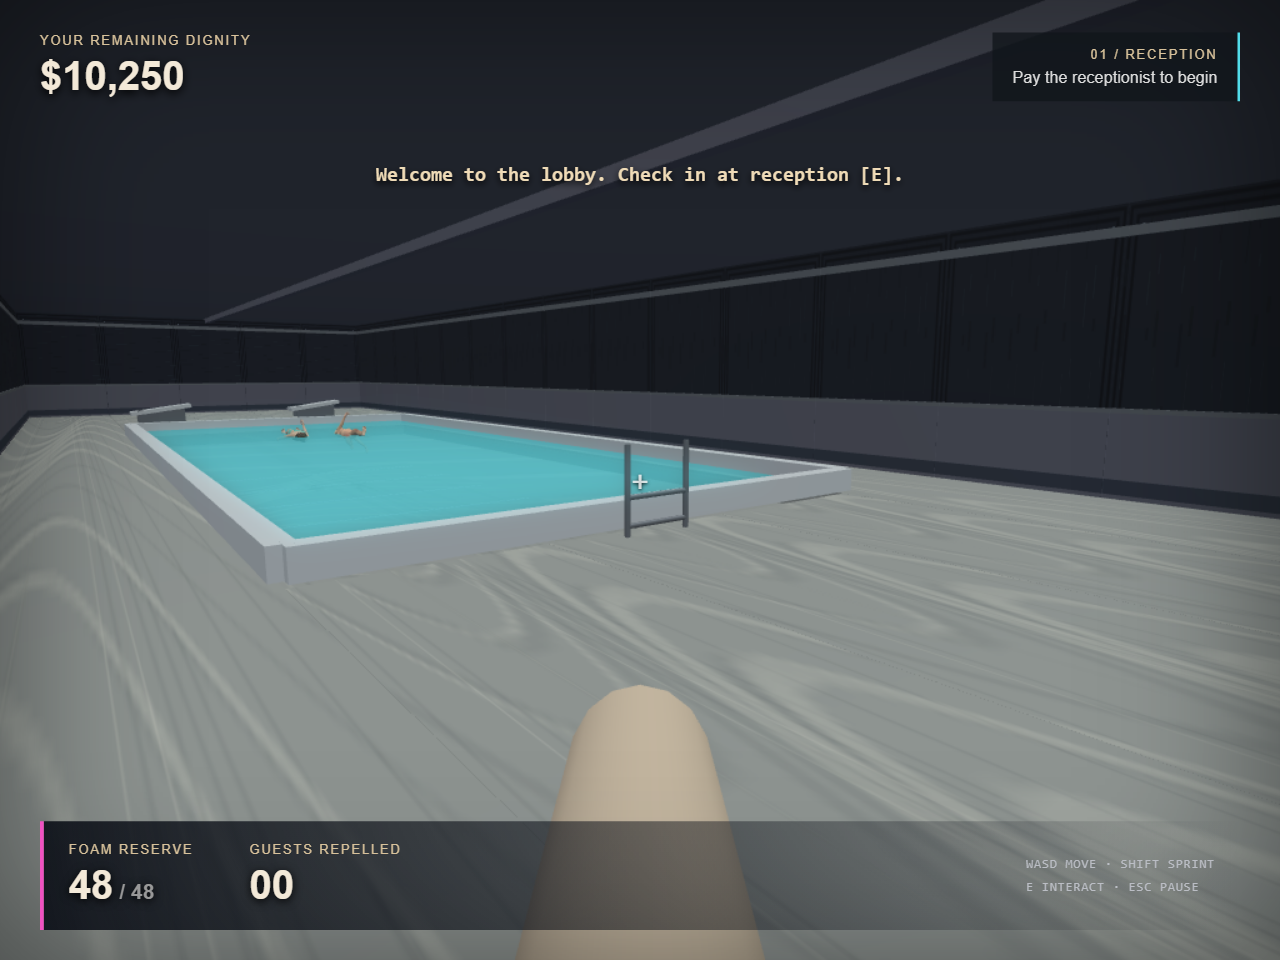 YOUR REMAINING DIGNITY
$10,250
01 / RECEPTION
Pay the receptionist to begin
Welcome to the lobby. Check in at reception [E].
FOAM RESERVE
48 / 48
GUESTS REPELLED
00
WASD MOVE · SHIFT SPRINT
E INTERACT · ESC PAUSE